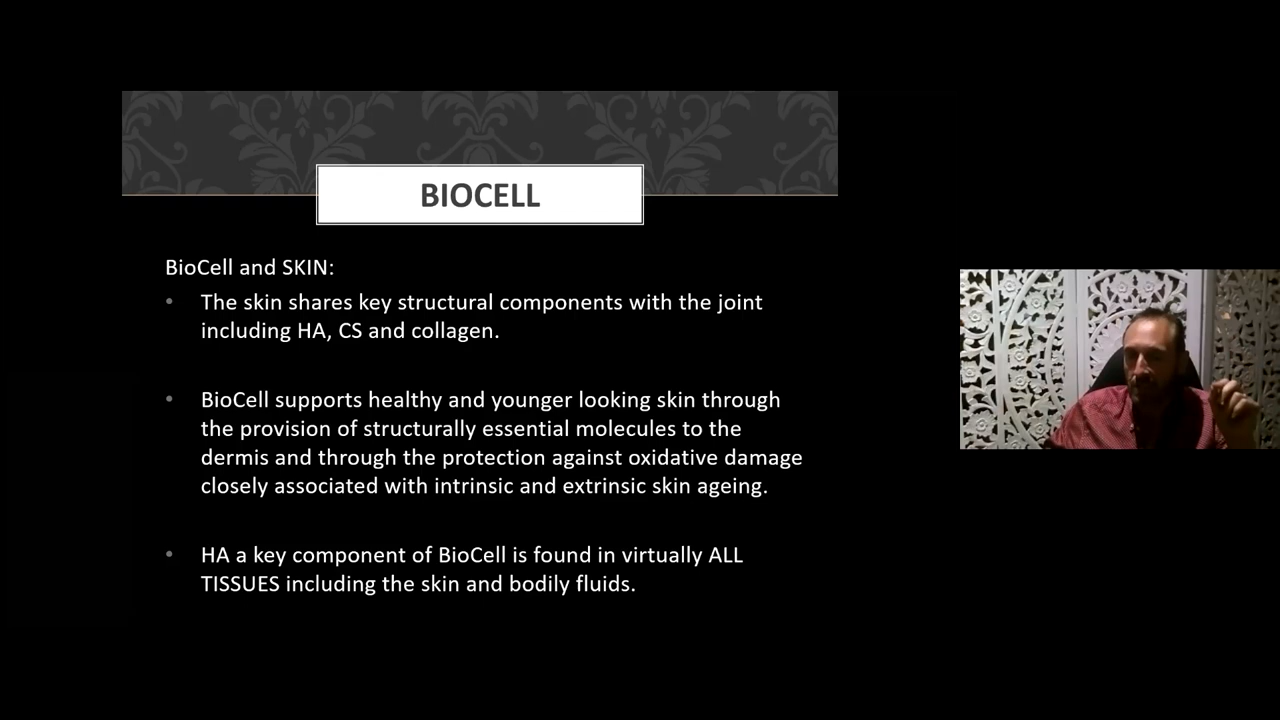 BIOCELL
BioCell and SKIN:
• The skin shares key structural components with the joint
including HA, CS and collagen.
• BioCell supports healthy and younger looking skin through
the provision of structurally essential molecules to the
dermis and through the protection against oxidative damage
closely associated with intrinsic and extrinsic skin ageing.
• HA a key component of BioCell is found in virtually ALL
TISSUES including the skin and bodily fluids.